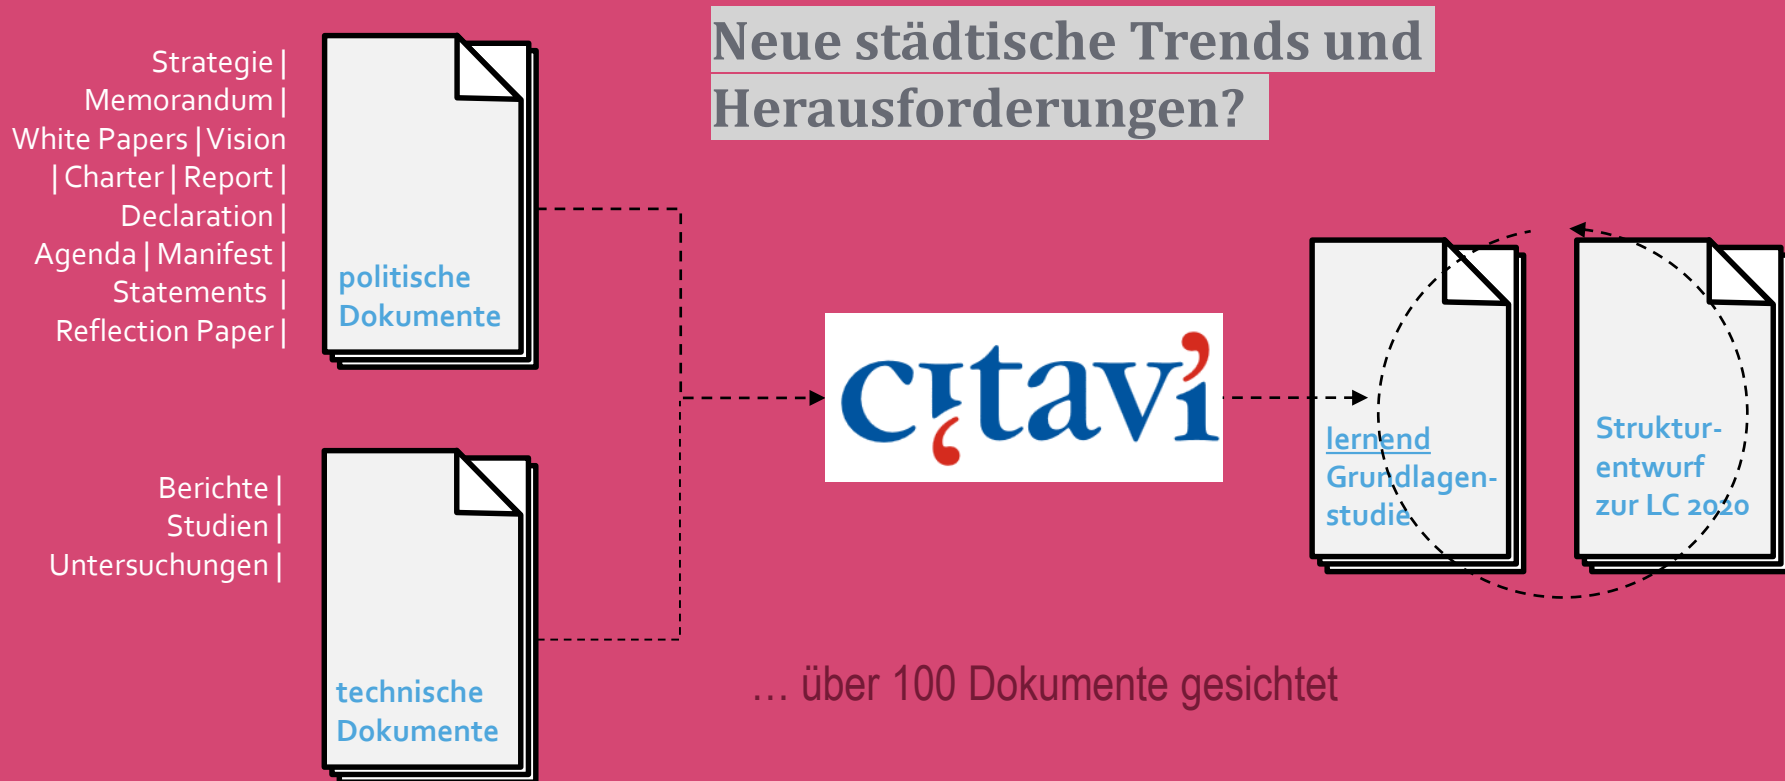 Neue städtische Trends und
Herausforderungen?
Strategie |
Memorandum |
White Papers | Vision
| Charter | Report |
Declaration |
Agenda | Manifest |
Statements |
Reflection Paper |
politische
Dokumente
Berichte |
Studien |
Untersuchungen |
technische
Dokumente
citavi
lernend
Grundlagen-
studie
Struktur-
entwurf
zur LC 2020
... über 100 Dokumente gesichtet